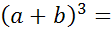 (a + b)³ =